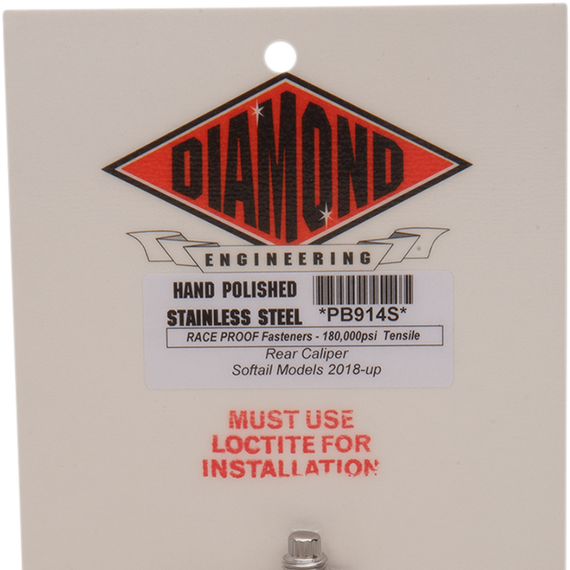 DIAMOND
ENGINEERING
HAND POLISHED
STAINLESS STEEL *PB914S*
RACE PROOF Fasteners - 180,000psi Tensile
Rear Caliper
Softail Models 2018-up
MUST USE
LOCTITE FOR
INSTALLATION